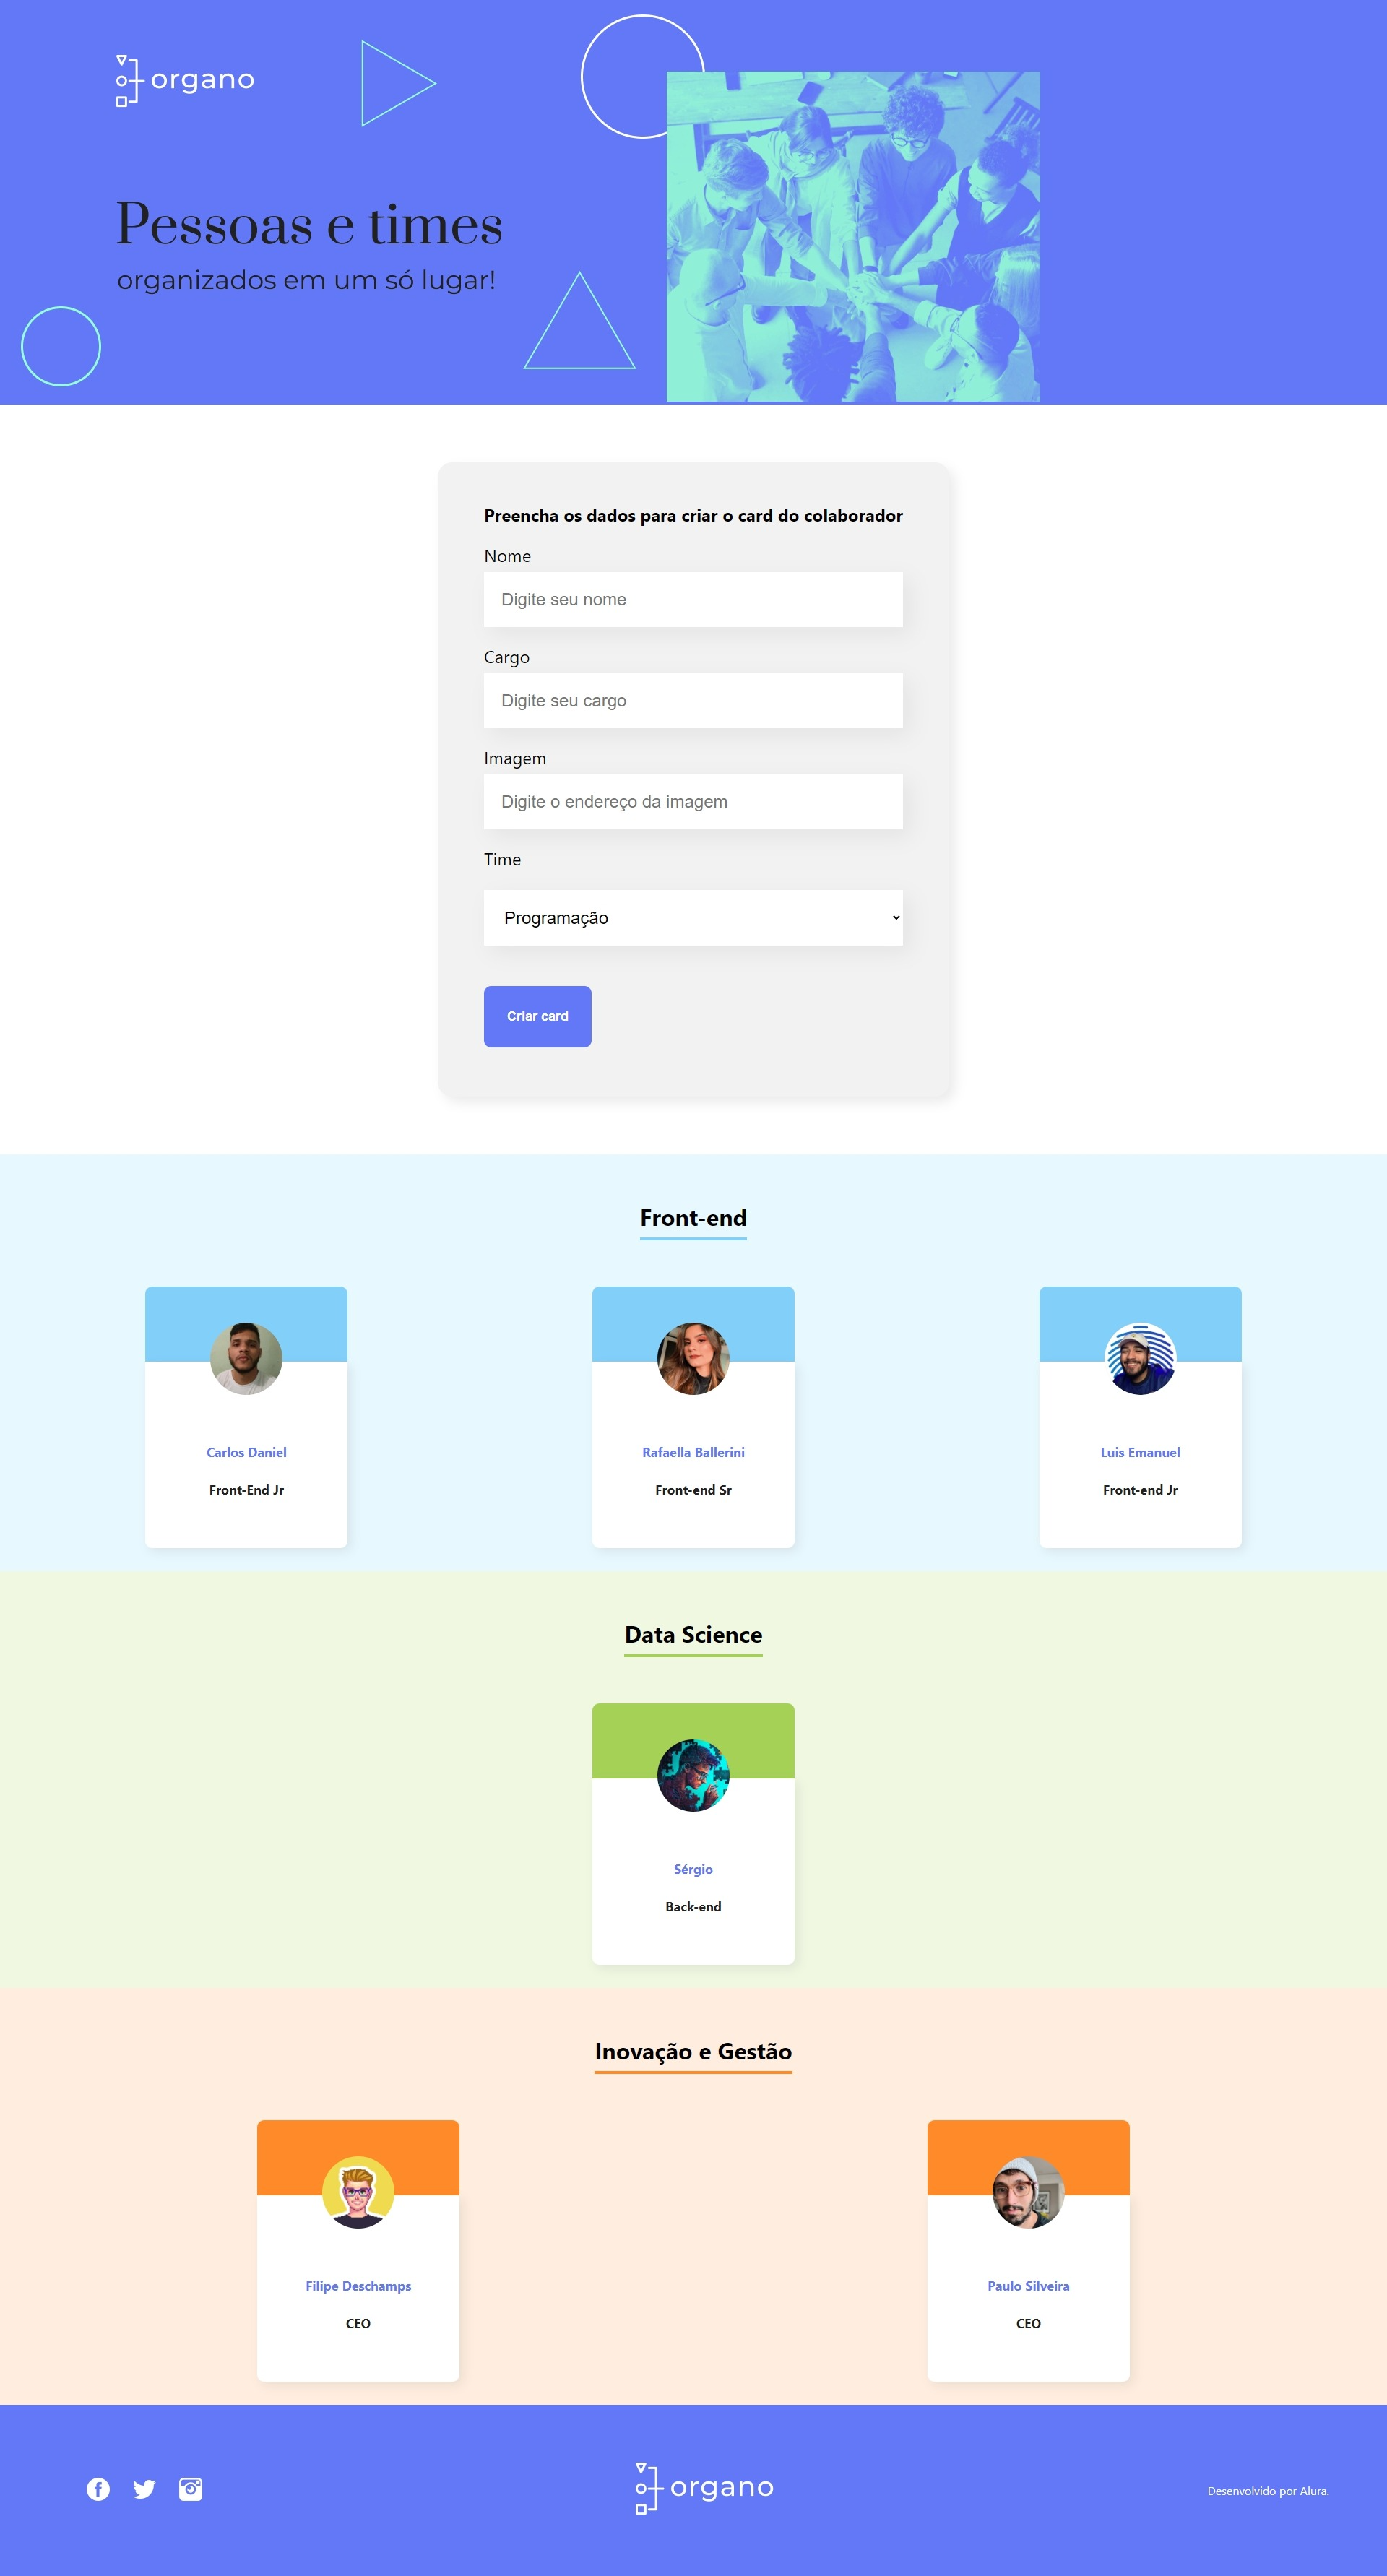 organo
Pessoas e times
organizados em um só lugar!
Preencha os dados para criar o card do colaborador
Nome
Digite seu nome
Cargo
Digite seu cargo
Imagem
Digite o endereço da imagem
Time
Programação
Criar card
Front-end
Carlos Daniel
Front-End Jr
Rafaella Ballerini
Front-end Sr
Luis Emanuel
Front-end Jr
Data Science
Sérgio
Back-end
Inovação e Gestão
Filipe Deschamps
CEO
Paulo Silveira
CEO
organo
Desenvolvido por Alura.